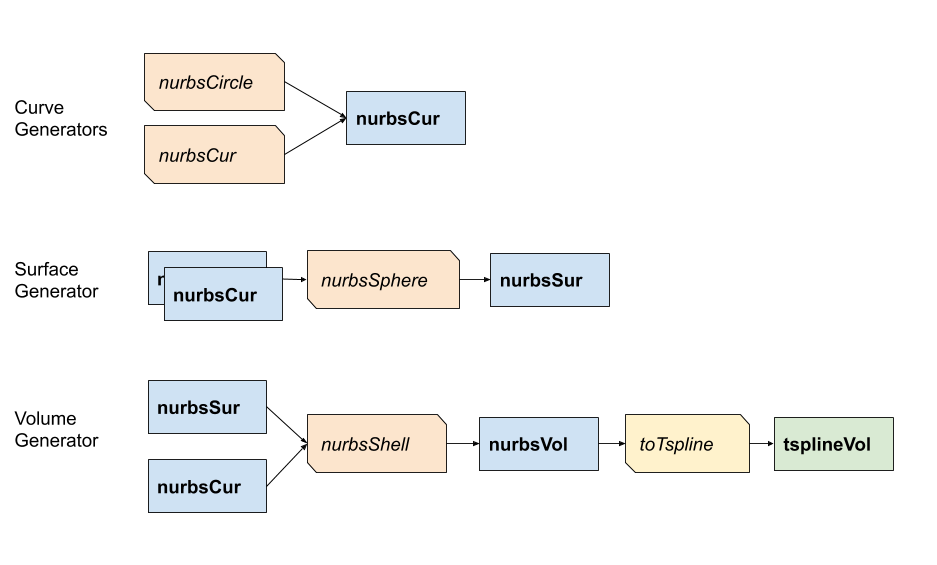 Curve
Generators
nurbsCircle
nurbsCur
nurbsCur
Surface
Generator
nurbsCur
nurbsSphere
nurbsSur
Volume
Generator
nurbsSur
nurbsCur
nurbsShell
nurbsVol
toTspline
tsplineVol